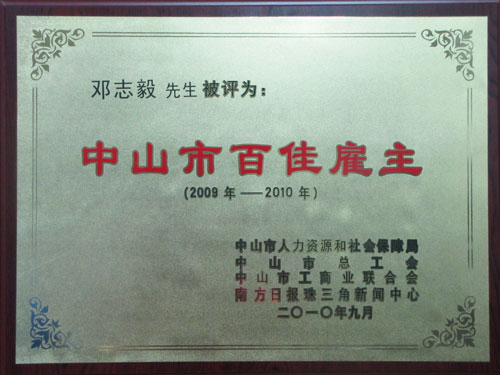 邓志毅 先生 被评为：
中山市百佳雇主
(2009 年——2010 年)
中山市人力资源和社会保障局
中山市总工会
中山市工商业联合会
南方日报珠三角新闻中心
二〇一〇年九月